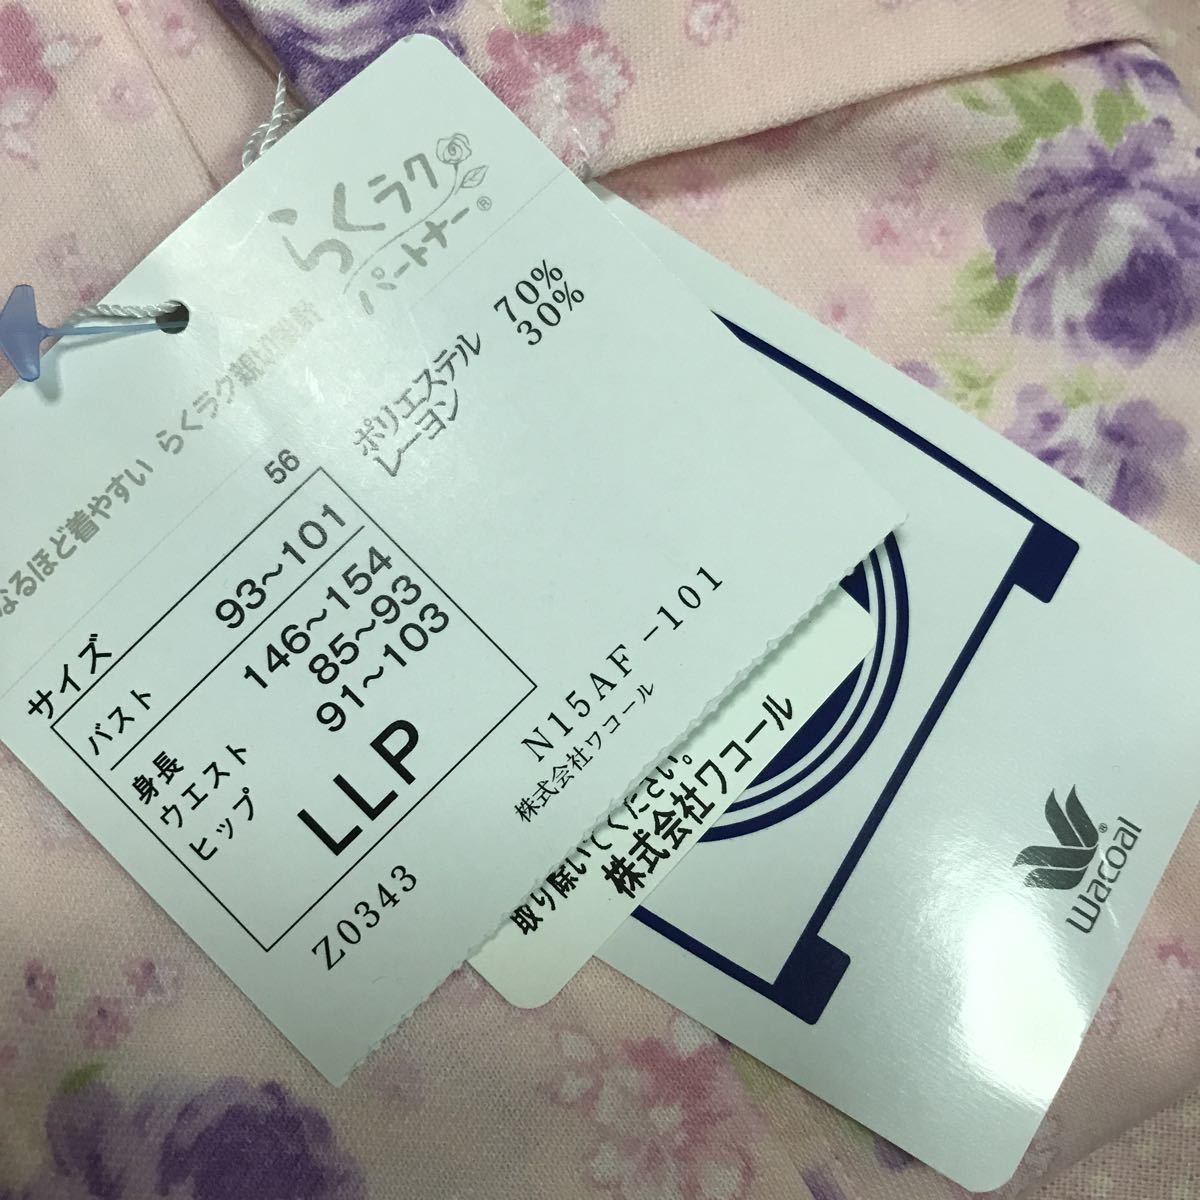 らくラク
パートナー®
なるほど着やすい らくラク親切設計
56
ポリエステル 70%
レーヨン 30%
サイズ
バスト 93~101
身長 146~154
ウエスト 85~93
ヒップ 91~103
LLP
Z0343
N15AF-101
株式会社ワコール
取り除いてください。
株式会社ワコール
wacoal®